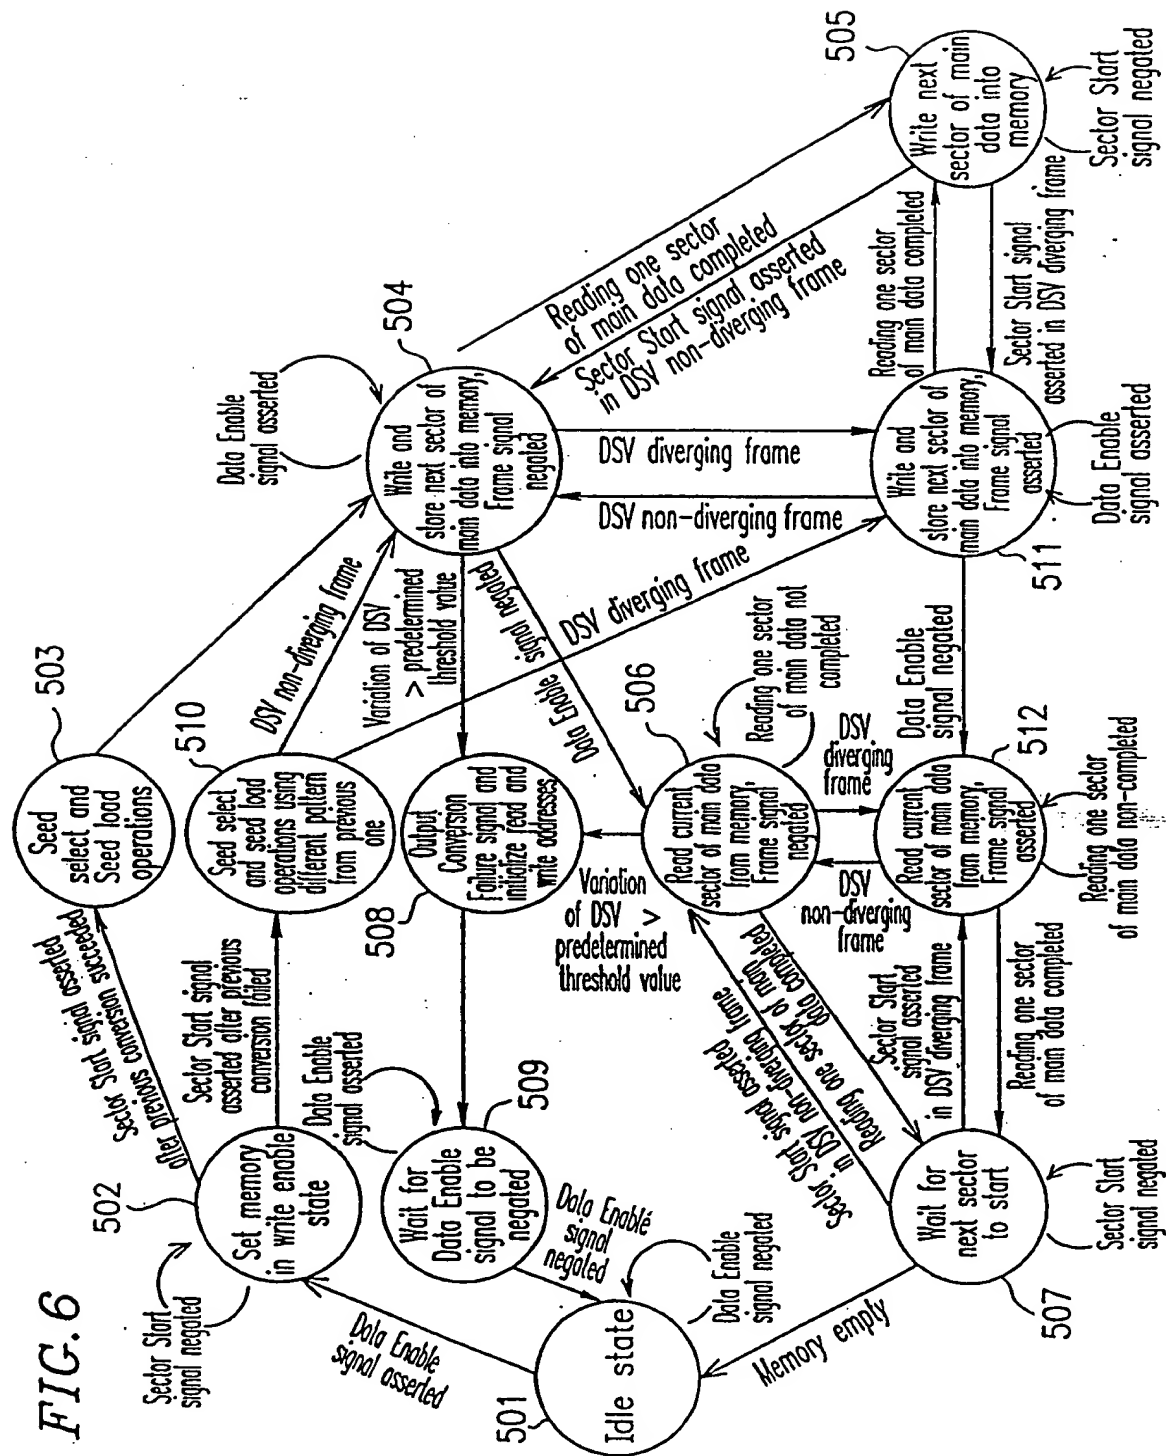 FIG. 6
501
Idle state
Data Enable
signal negated
Data Enable
signal asserted
502
Set memory
in write enable
state
Sector Start
signal negated
Sector Start signal asserted
after previous conversion succeeded
503
Seed
select and
Seed load
operations
Sector Start signal
asserted after previous
conversion failed
510
Seed select
and seed load
operations using
different pattern
from previous
one
DSV non-diverging frame
DSV diverging frame
504
Write and
store next sector of
main data into memory,
Frame signal
negated
Data Enable
signal asserted
Variation of DSV
> predetermined
threshold value
Data Enable signal negated
Reading one sector
of main data completed
Sector Start signal asserted
in DSV non-diverging frame
505
Write next
sector of main
data into
memory
Sector Start
signal negated
Reading one sector
of main data completed
Sector Start signal
asserted in DSV diverging frame
DSV diverging frame
DSV non-diverging frame
511
Write and
store next sector of
main data into memory,
Frame signal
asserted
Data Enable
signal asserted
Data Enable
signal negated
508
Output
Conversion
Failure signal and
initialize read and
write addresses
509
Wait for
Data Enable
signal to be
negated
Data Enable
signal asserted
Data Enable
signal
negated
506
Read current
sector of main data
from memory,
Frame signal
negated
Reading one sector
of main data not
completed
Variation
of DSV >
predetermined
threshold value
DSV
diverging
frame
DSV
non-diverging
frame
512
Read current
sector of main data
from memory,
Frame signal
asserted
Reading one sector
of main data non-completed
Sector Start signal asserted
in DSV non-diverging frame
Reading one sector of main
data completed
Sector Start
signal asserted
in DSV diverging frame
Reading one sector
of main data completed
507
Wait for
next sector
to start
Sector Start
signal negated
Memory empty